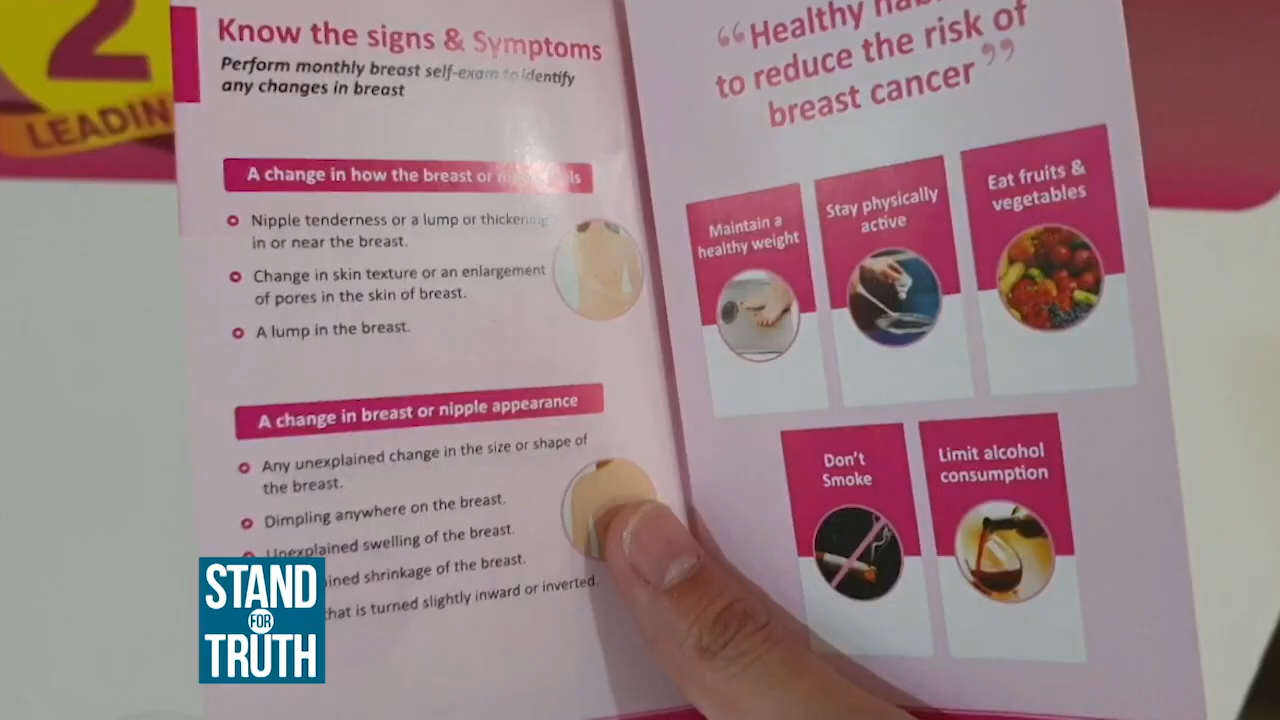 2
LEADIN
Know the signs & Symptoms
Perform monthly breast self-exam to identify
any changes in breast
A change in how the breast or
Nipple tenderness or a lump or thickening
in or near the breast.
Change in skin texture or an enlargement
of pores in the skin of breast.
A lump in the breast.
A change in breast or nipple appearance
Any unexplained change in the size or shape of
the breast.
Dimpling anywhere on the breast.
Unexplained swelling of the breast.
shrinkage of the breast.
that is turned slightly inward or inverted.
“Healthy
to reduce the risk of
breast cancer”
Maintain a
healthy weight
Stay physically
active
Eat fruits &
vegetables
Don't
Smoke
Limit alcohol
consumption
STAND
FOR
TRUTH